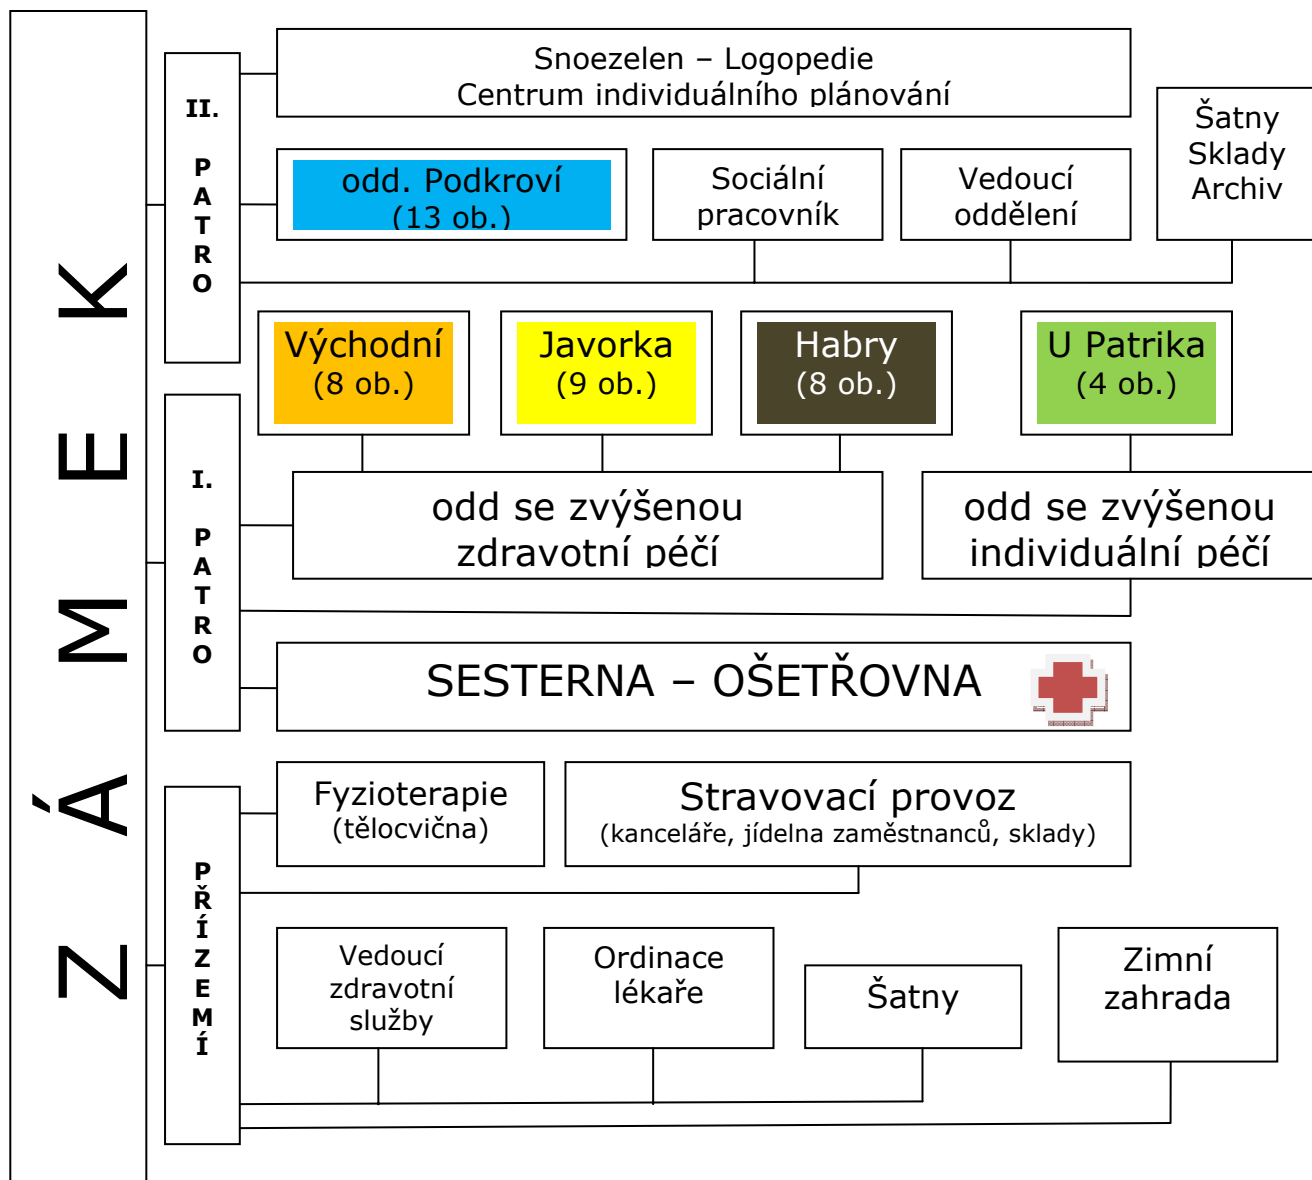 ZÁMEK
II. PATRO
Snoezelen – Logopedie
Centrum individuálního plánování
Šatny
Sklady
Archiv
odd. Podkroví
(13 ob.)
Sociální
pracovník
Vedoucí
oddělení
I. PATRO
Východní
(8 ob.)
Javorka
(9 ob.)
Habry
(8 ob.)
U Patrika
(4 ob.)
odd se zvýšenou
zdravotní péčí
odd se zvýšenou
individuální péčí
SESTERNA – OŠETŘOVNA
PŘÍZEMÍ
Fyzioterapie
(tělocvična)
Stravovací provoz
(kanceláře, jídelna zaměstnanců, sklady)
Vedoucí
zdravotní
služby
Ordinace
lékaře
Šatny
Zimní
zahrada